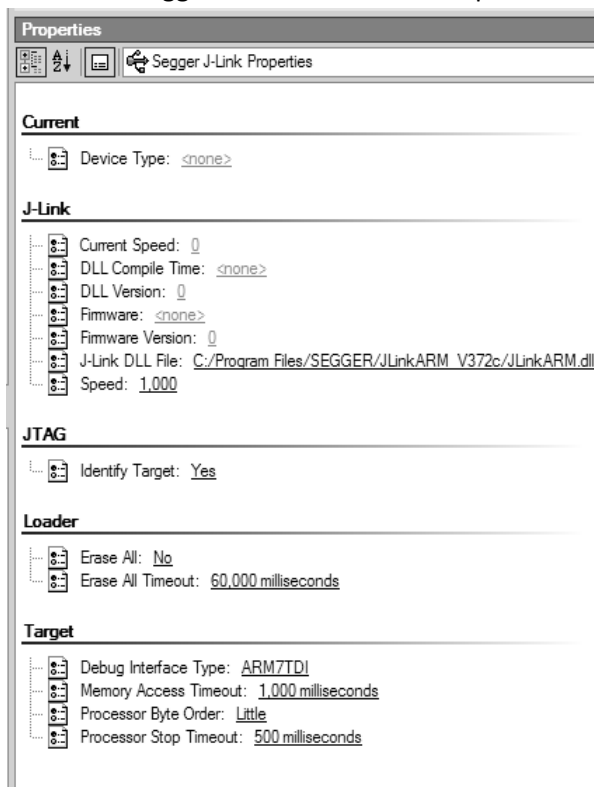 Properties
Segger J-Link Properties
Current
Device Type: <none>
J-Link
Current Speed: 0
DLL Compile Time: <none>
DLL Version: 0
Firmware: <none>
Firmware Version: 0
J-Link DLL File: C:/Program Files/SEGGER/JLinkARM_V372c/JLinkARM.dll
Speed: 1,000
JTAG
Identify Target: Yes
Loader
Erase All: No
Erase All Timeout: 60,000 milliseconds
Target
Debug Interface Type: ARM7TDI
Memory Access Timeout: 1,000 milliseconds
Processor Byte Order: Little
Processor Stop Timeout: 500 milliseconds